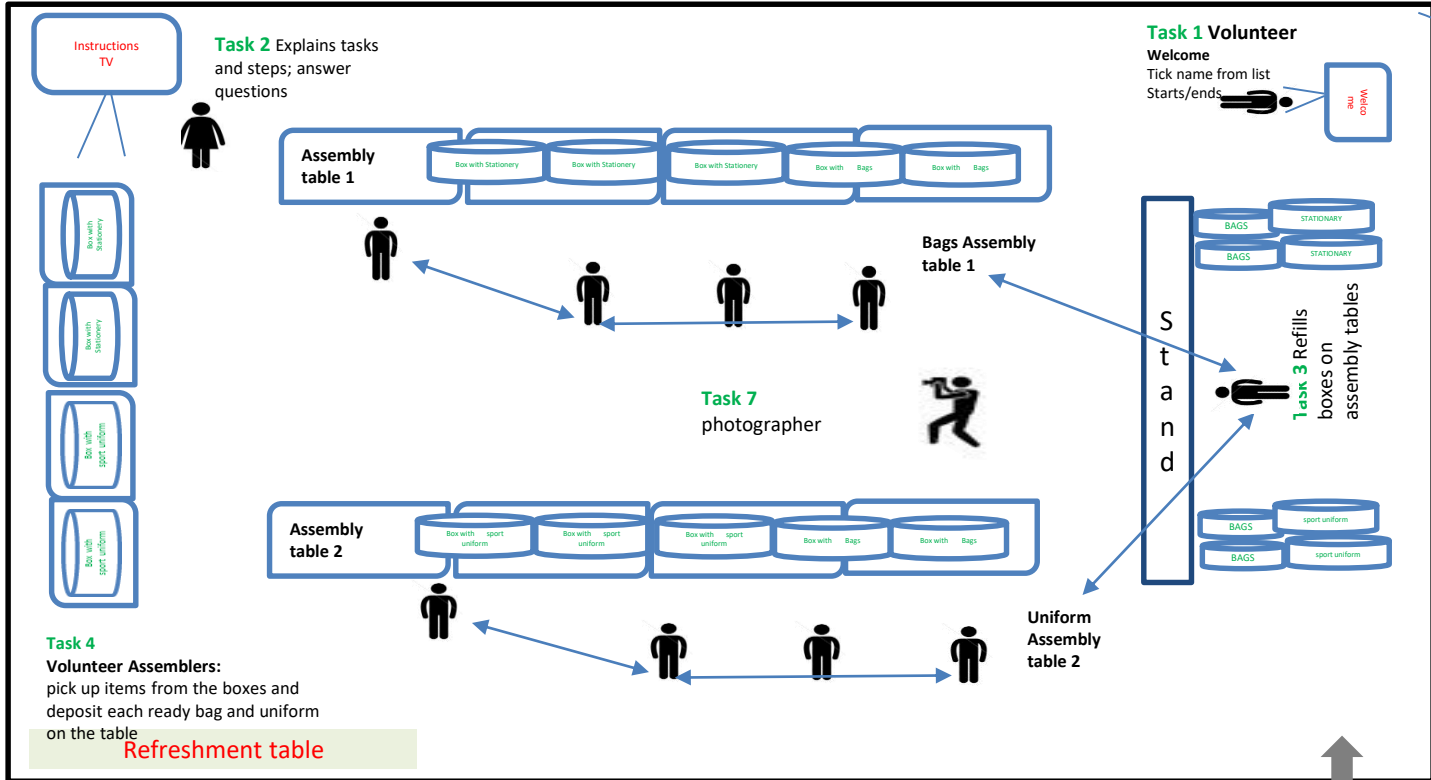 Instructions
TV
Task 2 Explains tasks
and steps; answer
questions
Task 1 Volunteer
Welcome
Tick name from list
Starts/ends
Welco
me
Assembly
table 1
Box with Stationery
Box with Stationery
Box with Stationery
Box with Bags
Box with Bags
Box with
Stationery
Box with
Stationery
Box with
sport uniform
Box with
sport uniform
Bags Assembly
table 1
S
t
a
n
d
BAGS
STATIONARY
BAGS
STATIONARY
Task 3 Refills
boxes on
assembly tables
Task 7
photographer
Assembly
table 2
Box with sport
uniform
Box with sport
uniform
Box with sport
uniform
Box with Bags
Box with Bags
BAGS
sport uniform
BAGS
sport uniform
Uniform
Assembly
table 2
Task 4
Volunteer Assemblers:
pick up items from the boxes and
deposit each ready bag and uniform
on the table
Refreshment table